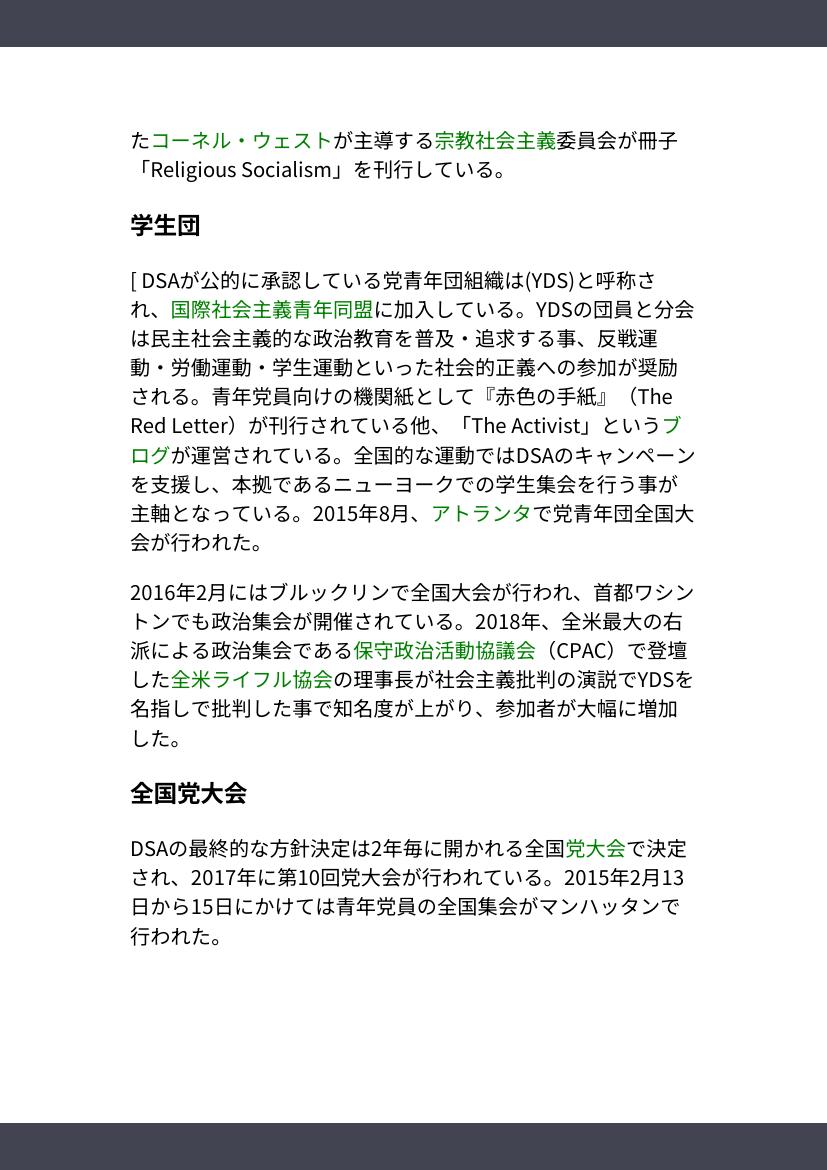 たコーネル・ウェストが主導する宗教社会主義委員会が冊子
「Religious Socialism」を刊行している。
学生団
[ DSAが公的に承認している党青年団組織は(YDS)と呼称さ
れ、国際社会主義青年同盟に加入している。YDSの団員と分会
は民主社会主義的な政治教育を普及・追求する事、反戦運
動・労働運動・学生運動といった社会的正義への参加が奨励
される。青年党員向けの機関紙として『赤色の手紙』（The
Red Letter）が刊行されている他、「The Activist」というブ
ログが運営されている。全国的な運動ではDSAのキャンペーン
を支援し、本拠であるニューヨークでの学生集会を行う事が
主軸となっている。2015年8月、アトランタで党青年団全国大
会が行われた。
2016年2月にはブルックリンで全国大会が行われ、首都ワシン
トンでも政治集会が開催されている。2018年、全米最大の右
派による政治集会である保守政治活動協議会（CPAC）で登壇
した全米ライフル協会の理事長が社会主義批判の演説でYDSを
名指しで批判した事で知名度が上がり、参加者が大幅に増加
した。
全国党大会
DSAの最終的な方針決定は2年毎に開かれる全国党大会で決定
され、2017年に第10回党大会が行われている。2015年2月13
日から15日にかけては青年党員の全国集会がマンハッタンで
行われた。